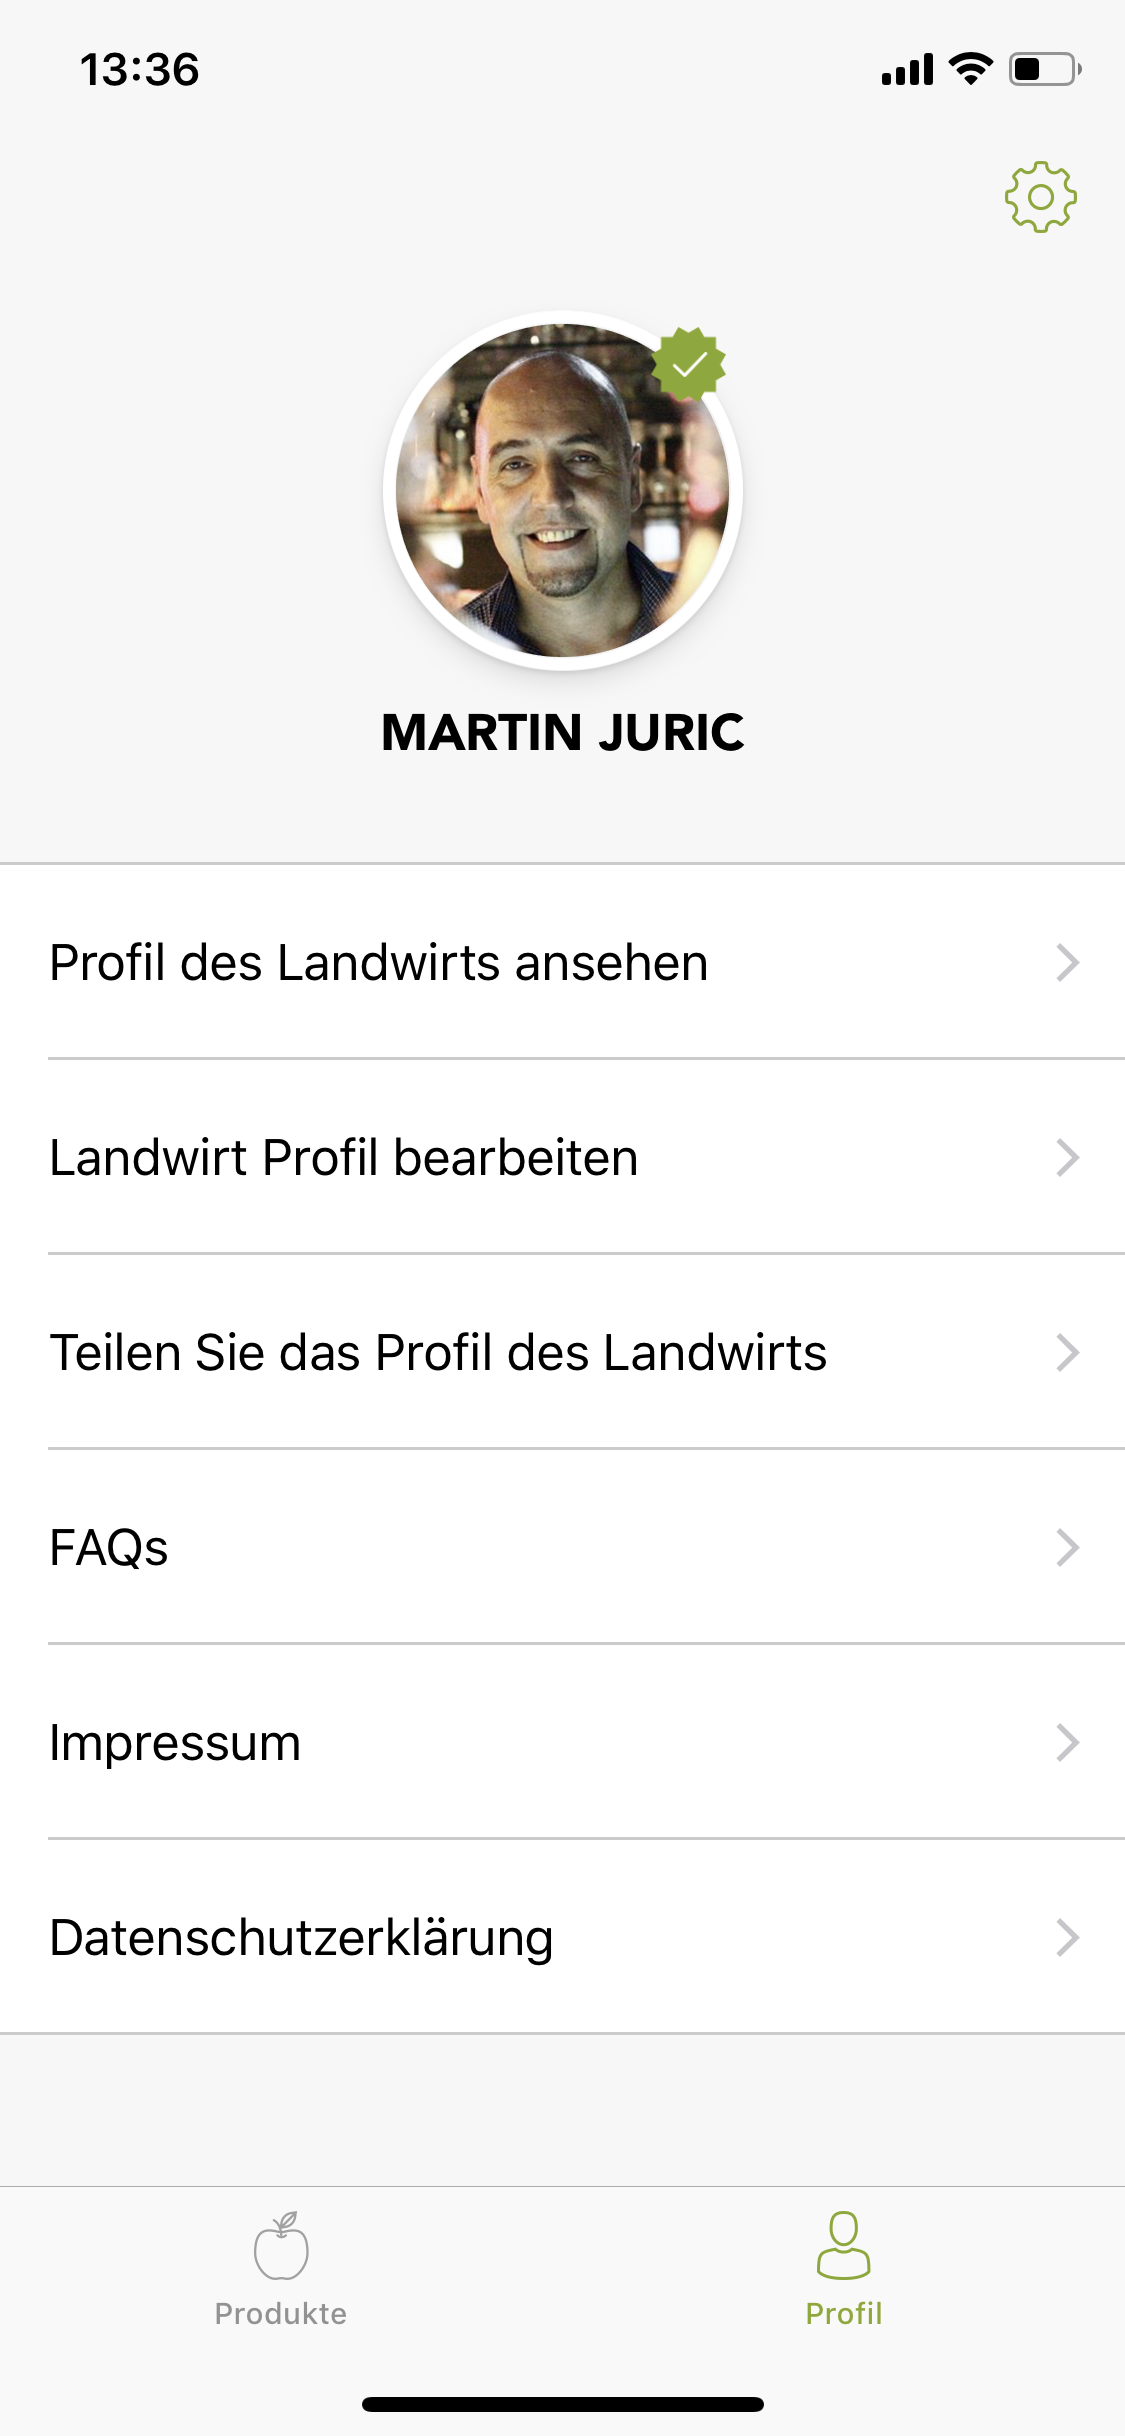 13:36
MARTIN JURIC
Profil des Landwirts ansehen
Landwirt Profil bearbeiten
Teilen Sie das Profil des Landwirts
FAQs
Impressum
Datenschutzerklärung
Produkte
Profil